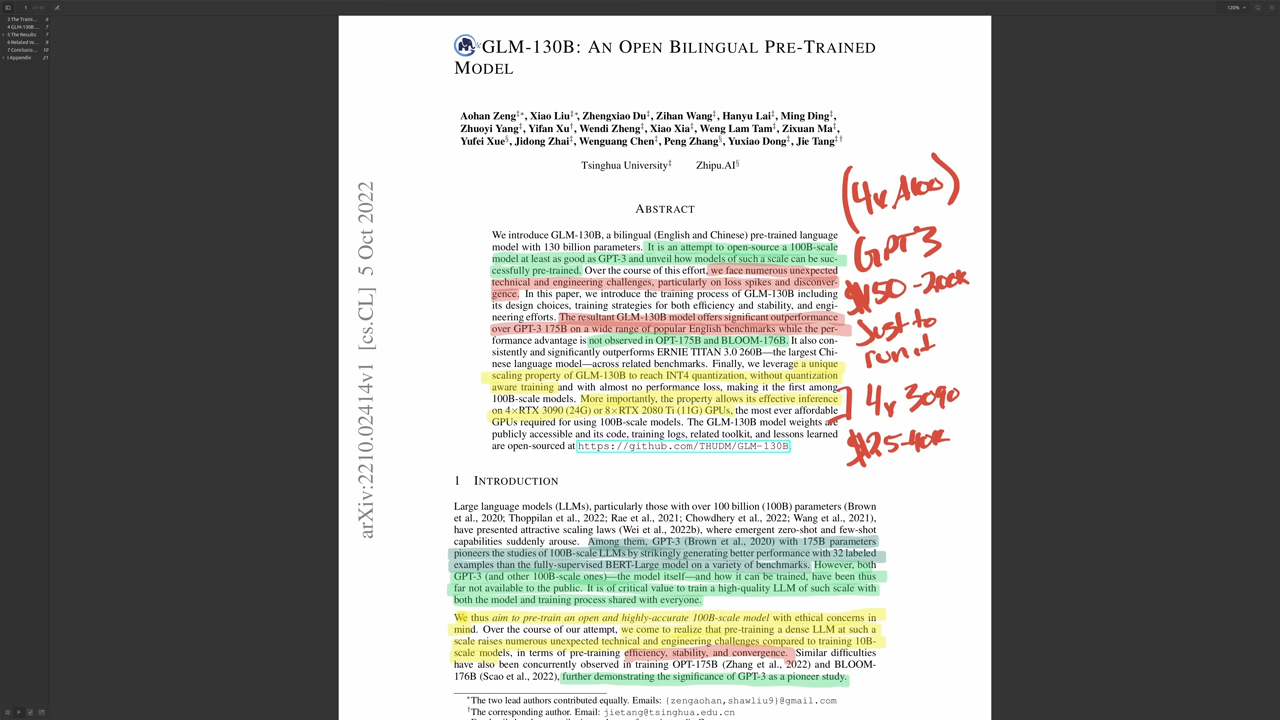 1
120%
3 The Traini... 6
4 GLM-130B ... 7
5 The Results 7
6 Related W... 9
7 Conclusio... 10
I Appendix 21
GLM-130B: AN OPEN BILINGUAL PRE-TRAINED
MODEL
Aohan Zeng‡*, Xiao Liu‡*, Zhengxiao Du‡, Zihan Wang‡, Hanyu Lai‡, Ming Ding‡,
Zhuoyi Yang‡, Yifan Xu†, Wendi Zheng‡, Xiao Xia‡, Weng Lam Tam‡, Zixuan Ma‡,
Yufei Xue§, Jidong Zhai‡, Wenguang Chen‡, Peng Zhang§, Yuxiao Dong‡, Jie Tang‡†
Tsinghua University‡ Zhipu.AI§
arXiv:2210.02414v1 [cs.CL] 5 Oct 2022
ABSTRACT
We introduce GLM-130B, a bilingual (English and Chinese) pre-trained language
model with 130 billion parameters. It is an attempt to open-source a 100B-scale
model at least as good as GPT-3 and unveil how models of such a scale can be suc-
cessfully pre-trained. Over the course of this effort, we face numerous unexpected
technical and engineering challenges, particularly on loss spikes and disconver-
gence. In this paper, we introduce the training process of GLM-130B including
its design choices, training strategies for both efficiency and stability, and engi-
neering efforts. The resultant GLM-130B model offers significant outperformance
over GPT-3 175B on a wide range of popular English benchmarks while the per-
formance advantage is not observed in OPT-175B and BLOOM-176B. It also con-
sistently and significantly outperforms ERNIE TITAN 3.0 260B—the largest Chi-
nese language model—across related benchmarks. Finally, we leverage a unique
scaling property of GLM-130B to reach INT4 quantization, without quantization
aware training and with almost no performance loss, making it the first among
100B-scale models. More importantly, the property allows its effective inference
on 4×RTX 3090 (24G) or 8×RTX 2080 Ti (11G) GPUs, the most ever affordable
GPUs required for using 100B-scale models. The GLM-130B model weights are
publicly accessible and its code, training logs, related toolkit, and lessons learned
are open-sourced at https://github.com/THUDM/GLM-130B.
(4x A100)
GPT3
$150-200k
Just to
run it
] 4x 3090
$25-40k
1 INTRODUCTION
Large language models (LLMs), particularly those with over 100 billion (100B) parameters (Brown
et al., 2020; Thoppilan et al., 2022; Rae et al., 2021; Chowdhery et al., 2022; Wang et al., 2021),
have presented attractive scaling laws (Wei et al., 2022b), where emergent zero-shot and few-shot
capabilities suddenly arouse. Among them, GPT-3 (Brown et al., 2020) with 175B parameters
pioneers the studies of 100B-scale LLMs by strikingly generating better performance with 32 labeled
examples than the fully-supervised BERT-Large model on a variety of benchmarks. However, both
GPT-3 (and other 100B-scale ones)—the model itself—and how it can be trained, have been thus
far not available to the public. It is of critical value to train a high-quality LLM of such scale with
both the model and training process shared with everyone.
We thus aim to pre-train an open and highly-accurate 100B-scale model with ethical concerns in
mind. Over the course of our attempt, we come to realize that pre-training a dense LLM at such a
scale raises numerous unexpected technical and engineering challenges compared to training 10B-
scale models, in terms of pre-training efficiency, stability, and convergence. Similar difficulties
have also been concurrently observed in training OPT-175B (Zhang et al., 2022) and BLOOM-
176B (Scao et al., 2022), further demonstrating the significance of GPT-3 as a pioneer study.
*The two lead authors contributed equally. Emails: {zengaohan,shawliu9}@gmail.com
†The corresponding author. Email: jietang@tsinghua.edu.cn